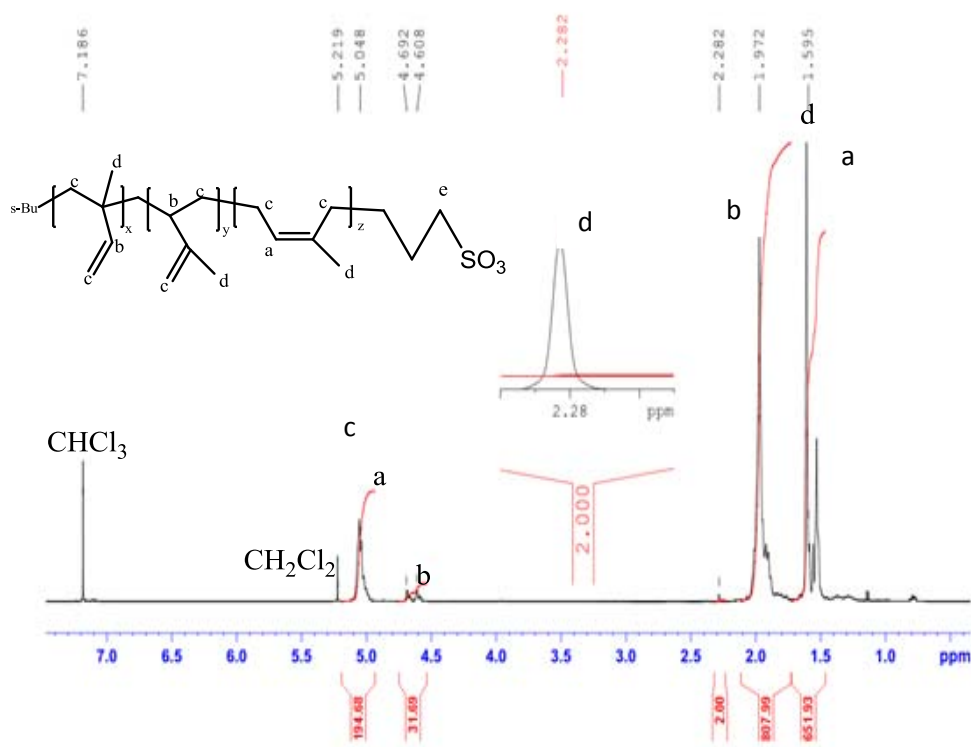 7.186
5.219
5.048
4.692
4.608
2.282
2.282
1.972
1.595
d
a
c
d
b
c
c
e
s-Bu
x
b
y
z
b
a
c
c
d
d
SO3
b
d
2.28 ppm
CHCl3
c
a
CH2Cl2
b
2.000
7.0 6.5 6.0 5.5 5.0 4.5 4.0 3.5 3.0 2.5 2.0 1.5 1.0 ppm
194.68
31.69
2.00
807.99
651.93